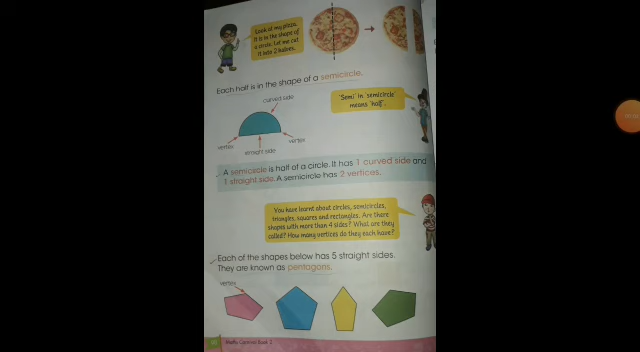 Look at my pizza.
It is in the shape of
a circle. Let me cut
it into 2 halves.
Each half is in the shape of a semicircle.
curved side
'Semi' in 'semicircle'
means 'half'.
vertex
straight side
vertex
A semicircle is half of a circle. It has 1 curved side and
1 straight side. A semicircle has 2 vertices.
You have learnt about circles, semicircles,
triangles, squares and rectangles. Are there
shapes with more than 4 sides? What are they
called? How many vertices do they each have?
Each of the shapes below has 5 straight sides.
They are known as pentagons.
vertex